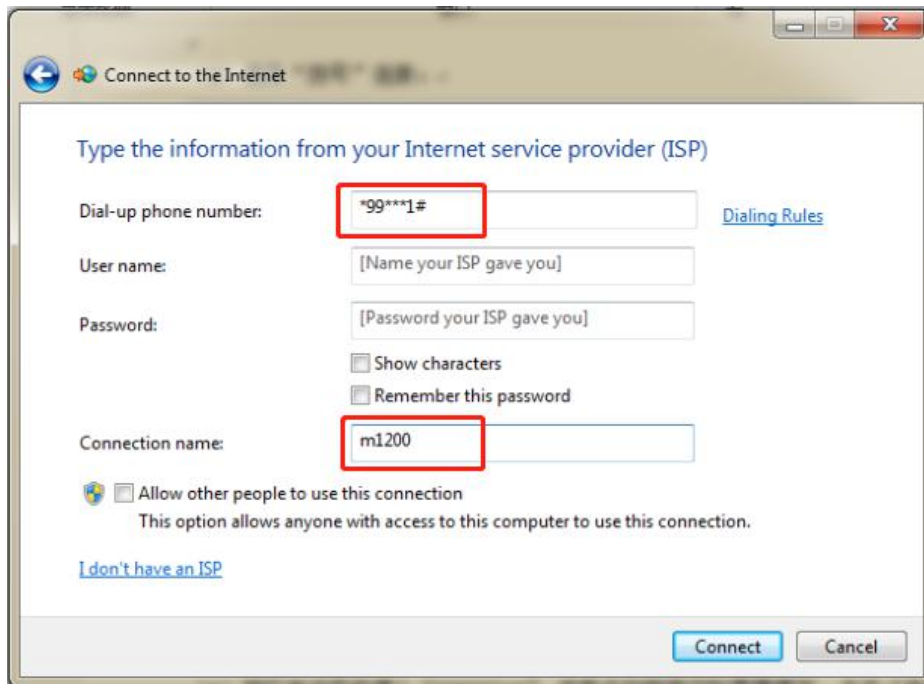 Connect to the Internet
Type the information from your Internet service provider (ISP)
Dial-up phone number:
*99***1#
Dialing Rules
User name:
[Name your ISP gave you]
Password:
[Password your ISP gave you]
Show characters
Remember this password
Connection name:
m1200
Allow other people to use this connection
This option allows anyone with access to this computer to use this connection.
I don't have an ISP
Connect
Cancel